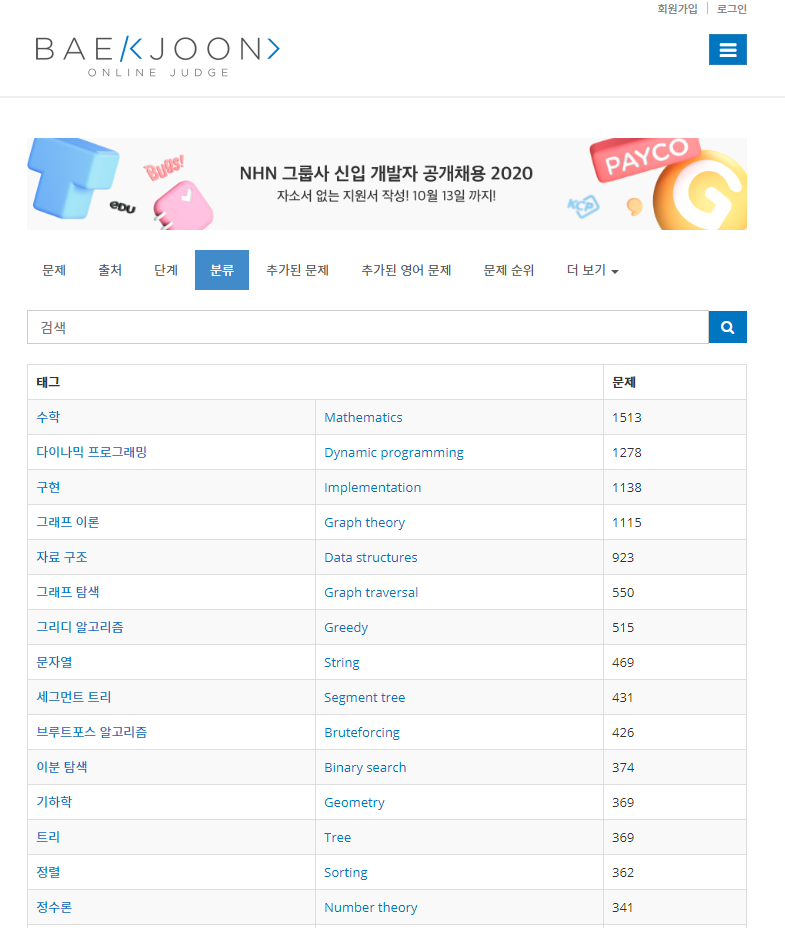 회원가입 로그인
BAEKJOON
ONLINE JUDGE
Bugs!
EDU
NHN 그룹사 신입 개발자 공개채용 2020
자소서 없는 지원서 작성! 10월 13일 까지!
PAYCO
KCP
문제 출처 단계 분류 추가된 문제 추가된 영어 문제 문제 순위 더 보기
검색
태그 문제
수학 Mathematics 1513
다이나믹 프로그래밍 Dynamic programming 1278
구현 Implementation 1138
그래프 이론 Graph theory 1115
자료 구조 Data structures 923
그래프 탐색 Graph traversal 550
그리디 알고리즘 Greedy 515
문자열 String 469
세그먼트 트리 Segment tree 431
브루트포스 알고리즘 Bruteforcing 426
이분 탐색 Binary search 374
기하학 Geometry 369
트리 Tree 369
정렬 Sorting 362
정수론 Number theory 341